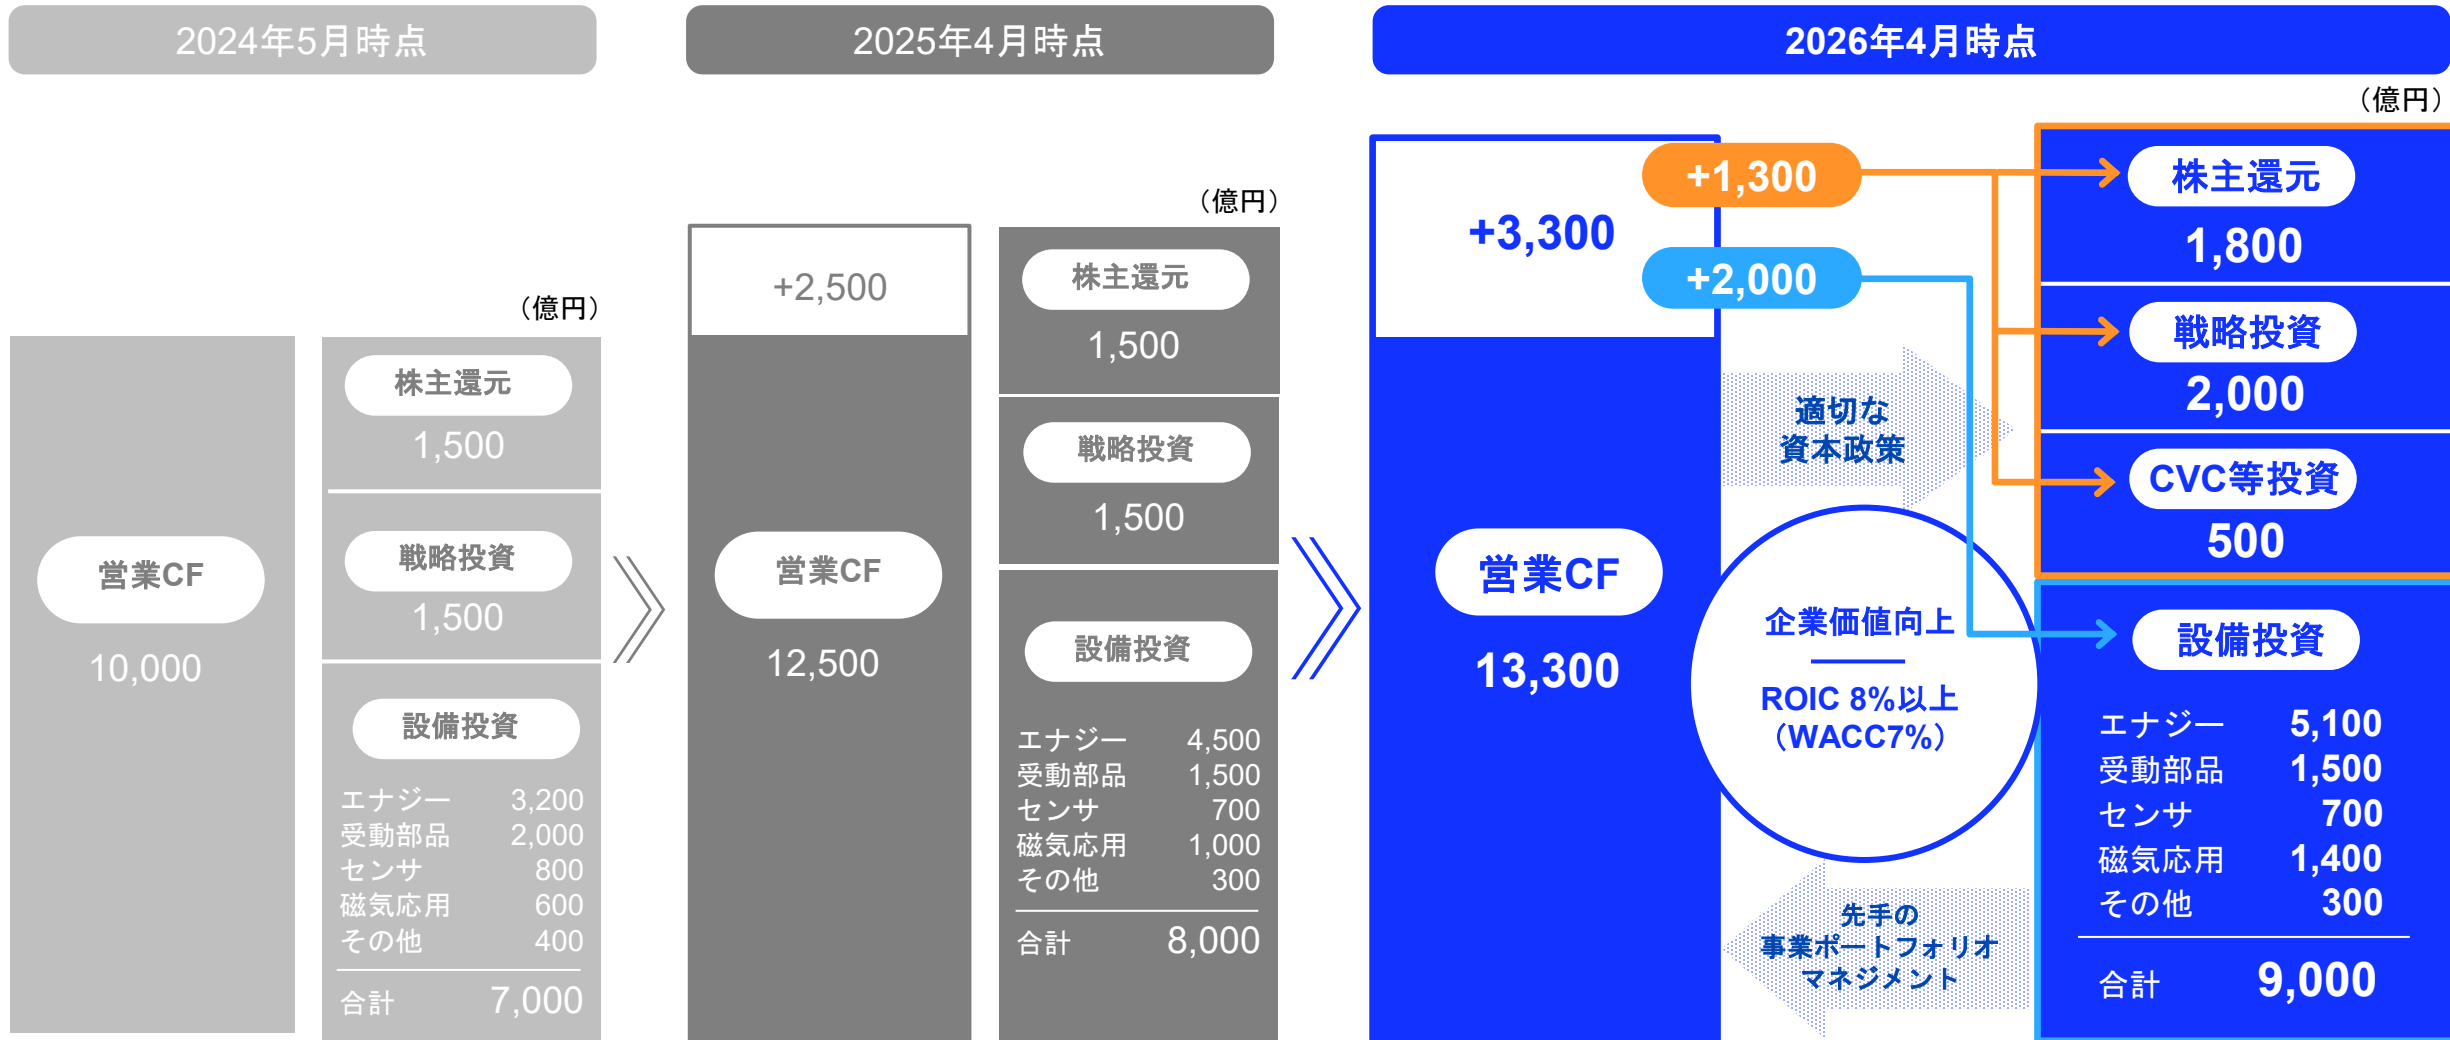 2024年5月時点
（億円）
営業CF
10,000
株主還元
1,500
戦略投資
1,500
設備投資
エナジー 3,200
受動部品 2,000
センサ 800
磁気応用 600
その他 400
合計 7,000
2025年4月時点
（億円）
+2,500
営業CF
12,500
株主還元
1,500
戦略投資
1,500
設備投資
エナジー 4,500
受動部品 1,500
センサ 700
磁気応用 1,000
その他 300
合計 8,000
2026年4月時点
（億円）
+3,300
+1,300
+2,000
営業CF
13,300
適切な
資本政策
企業価値向上
ROIC 8%以上
（WACC7%）
先手の
事業ポートフォリオ
マネジメント
株主還元
1,800
戦略投資
2,000
CVC等投資
500
設備投資
エナジー 5,100
受動部品 1,500
センサ 700
磁気応用 1,400
その他 300
合計 9,000